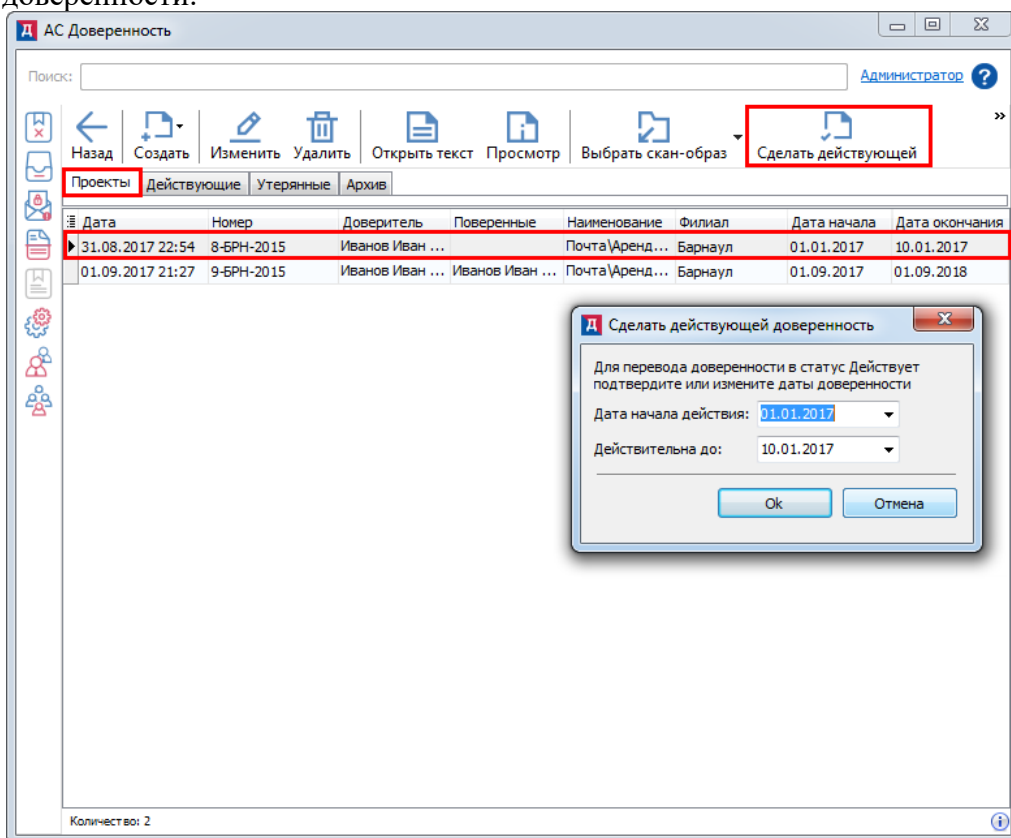 доверенности.
Д АС Доверенность
Поиск: Администратор ?
Назад Создать Изменить Удалить Открыть текст Просмотр Выбрать скан-образ Сделать действующей »
Проекты Действующие Утерянные Архив
Дата Номер Доверитель Поверенные Наименование Филиал Дата начала Дата окончания
31.08.2017 22:54 8-БРН-2015 Иванов Иван ... Почта\Аренд... Барнаул 01.01.2017 10.01.2017
01.09.2017 21:27 9-БРН-2015 Иванов Иван ... Иванов Иван ... Почта\Аренд... Барнаул 01.09.2017 01.09.2018
Д Сделать действующей доверенность
Для перевода доверенности в статус Действует
подтвердите или измените даты доверенности
Дата начала действия: 01.01.2017
Действительна до: 10.01.2017
Ok Отмена
Количество: 2